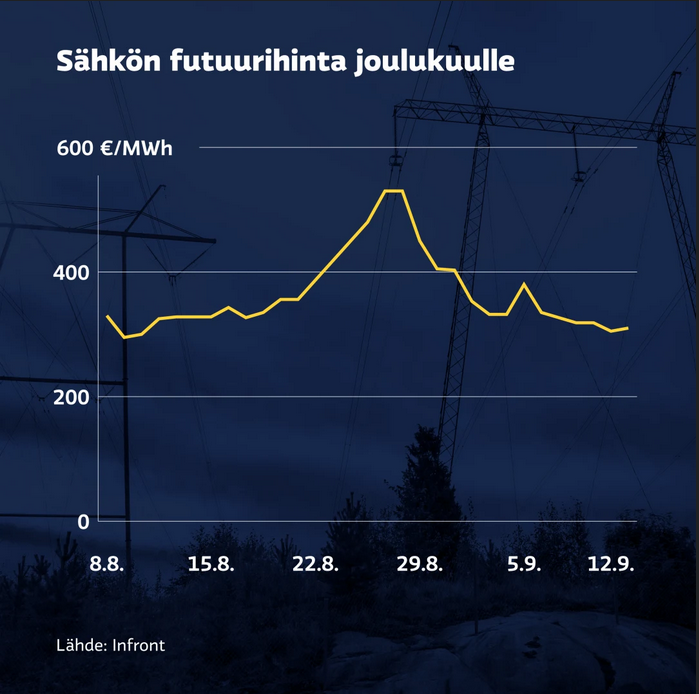 Sähkön futuurihinta joulukuulle
600 €/MWh
400
200
0
8.8. 15.8. 22.8. 29.8. 5.9. 12.9.
Lähde: Infront